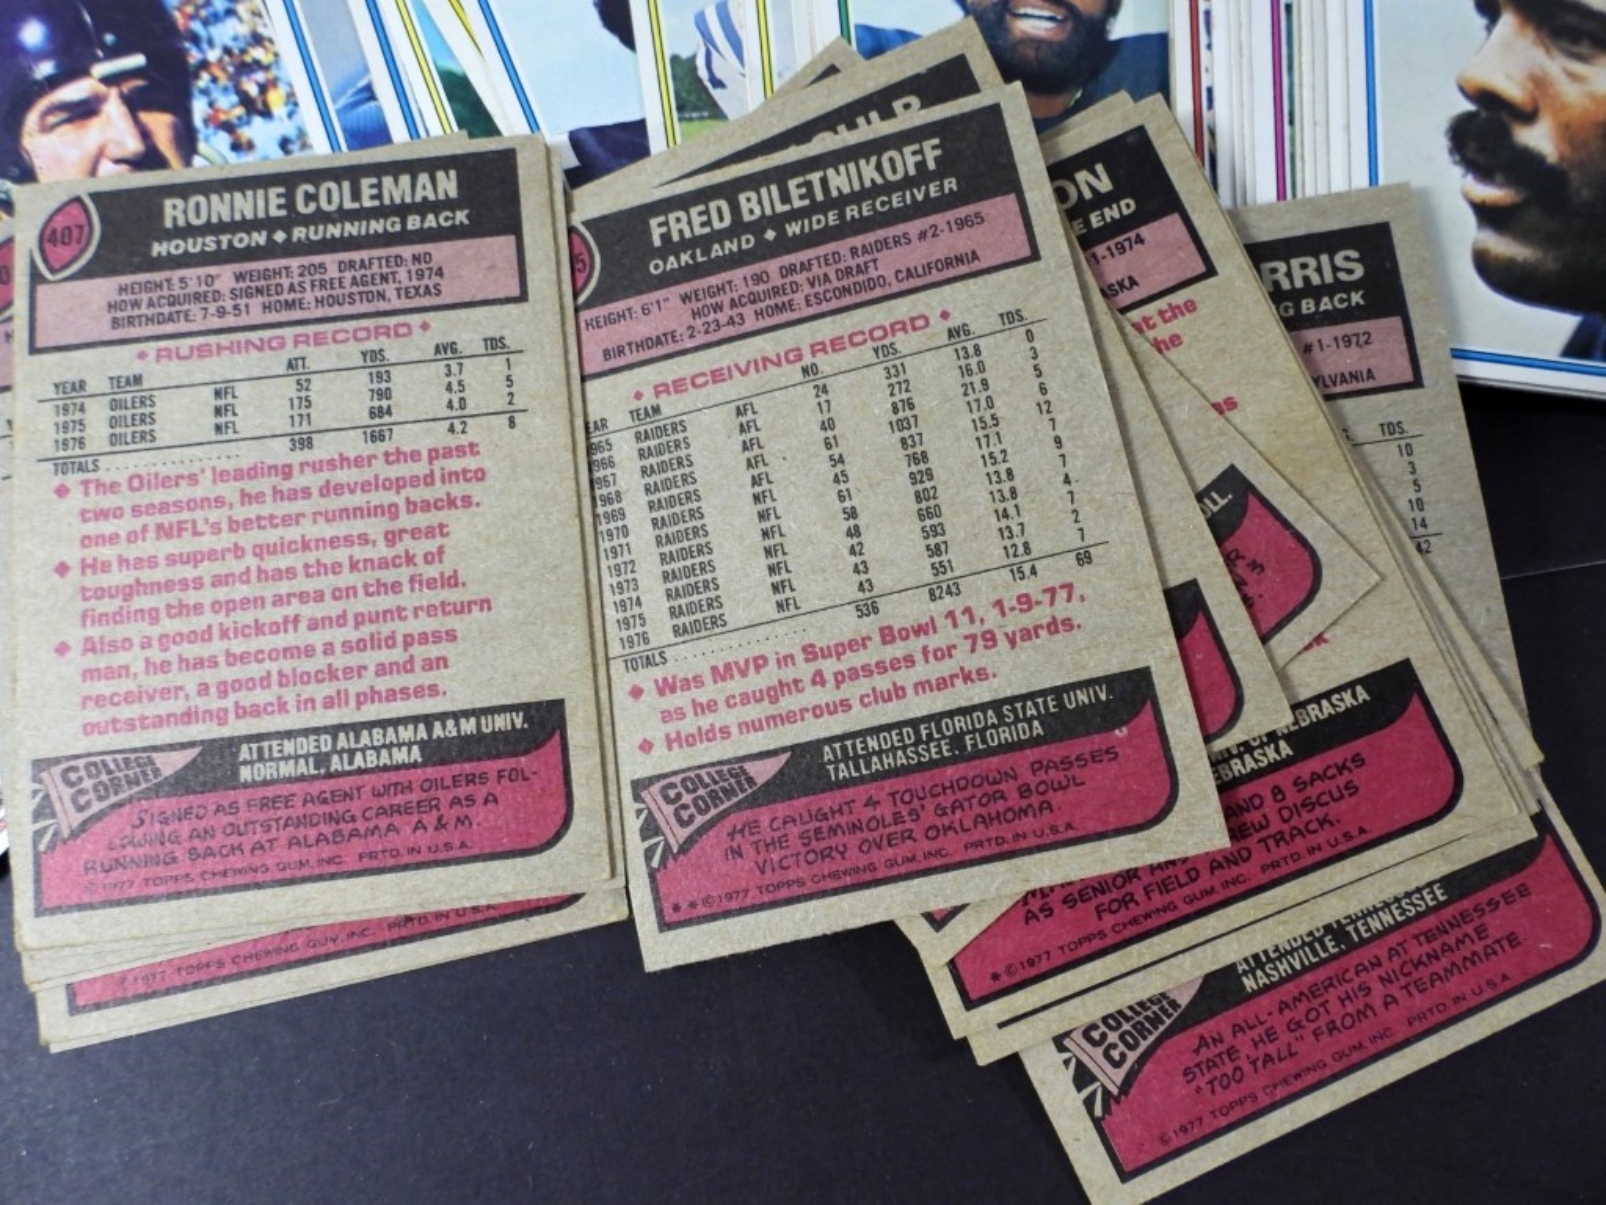 407
RONNIE COLEMAN
HOUSTON ♦ RUNNING BACK
HEIGHT: 5'10" WEIGHT: 205 DRAFTED: NO
HOW ACQUIRED: SIGNED AS FREE AGENT, 1974
BIRTHDATE: 7-9-51 HOME: HOUSTON, TEXAS
♦ RUSHING RECORD ♦
YEAR TEAM ATT. YDS. AVG. TDS.
1974 OILERS NFL 52 193 3.7 1
1975 OILERS NFL 175 790 4.5 5
1976 OILERS NFL 171 684 4.0 2
TOTALS 398 1667 4.2 8
♦ The Oilers' leading rusher the past
two seasons, he has developed into
one of NFL's better running backs.
♦ He has superb quickness, great
toughness and has the knack of
finding the open area on the field.
♦ Also a good kickoff and punt return
man, he has become a solid pass
receiver, a good blocker and an
outstanding back in all phases.
COLLEGE
CORNER
ATTENDED ALABAMA A&M UNIV.
NORMAL, ALABAMA
SIGNED AS FREE AGENT WITH OILERS FOL-
LOWING AN OUTSTANDING CAREER AS A
RUNNING BACK AT ALABAMA A & M.
©1977 TOPPS CHEWING GUM, INC. PRTD. IN U.S.A.
©1977 TOPPS CHEWING GUM, INC. PRTD. IN U.S.A.
5
FRED BILETNIKOFF
OAKLAND ♦ WIDE RECEIVER
HEIGHT: 6'1" WEIGHT: 190 DRAFTED: RAIDERS #2-1965
HOW ACQUIRED: VIA DRAFT
BIRTHDATE: 2-23-43 HOME: ESCONDIDO, CALIFORNIA
♦ RECEIVING RECORD ♦
EAR TEAM NO. YDS. AVG. TDS.
965 RAIDERS AFL 24 331 13.8 0
966 RAIDERS AFL 17 272 16.0 3
967 RAIDERS AFL 40 876 21.9 5
1968 RAIDERS AFL 61 1037 17.0 6
1969 RAIDERS AFL 54 837 15.5 12
1970 RAIDERS NFL 45 768 17.1 7
1971 RAIDERS NFL 61 929 15.2 9
1972 RAIDERS NFL 58 802 13.8 7
1973 RAIDERS NFL 48 660 13.8 4
1974 RAIDERS NFL 42 593 14.1 7
1975 RAIDERS NFL 43 587 13.7 2
1976 RAIDERS NFL 43 551 12.8 7
TOTALS 536 8243 15.4 69
♦ Was MVP in Super Bowl 11, 1-9-77,
as he caught 4 passes for 79 yards.
♦ Holds numerous club marks.
COLLEGE
CORNER
ATTENDED FLORIDA STATE UNIV.
TALLAHASSEE, FLORIDA
HE CAUGHT 4 TOUCHDOWN PASSES
IN THE SEMINOLES' GATOR BOWL
VICTORY OVER OKLAHOMA.
* * ©1977 TOPPS CHEWING GUM, INC. PRTD. IN U.S.A.
ON
E END
1-1974
ASKA
at the
he
RRIS
G BACK
#1-1972
YLVANIA
TDS.
10
3
5
10
14
42
OLL.
OF NEBRASKA
EBRASKA
AND 8 SACKS
AS SENIOR
DISCUS
FOR FIELD AND TRACK.
* ©1977 TOPPS CHEWING GUM, INC. PRTD. IN U.S.A.
COLLEGE
CORNER
ATTENDED TENNESSEE
NASHVILLE, TENNESSEE
AN ALL-AMERICAN AT TENNESSEE
STATE, HE GOT HIS NICKNAME
"TOO TALL" FROM A TEAMMATE.
©1977 TOPPS CHEWING GUM, INC. PRTD. IN U.S.A.